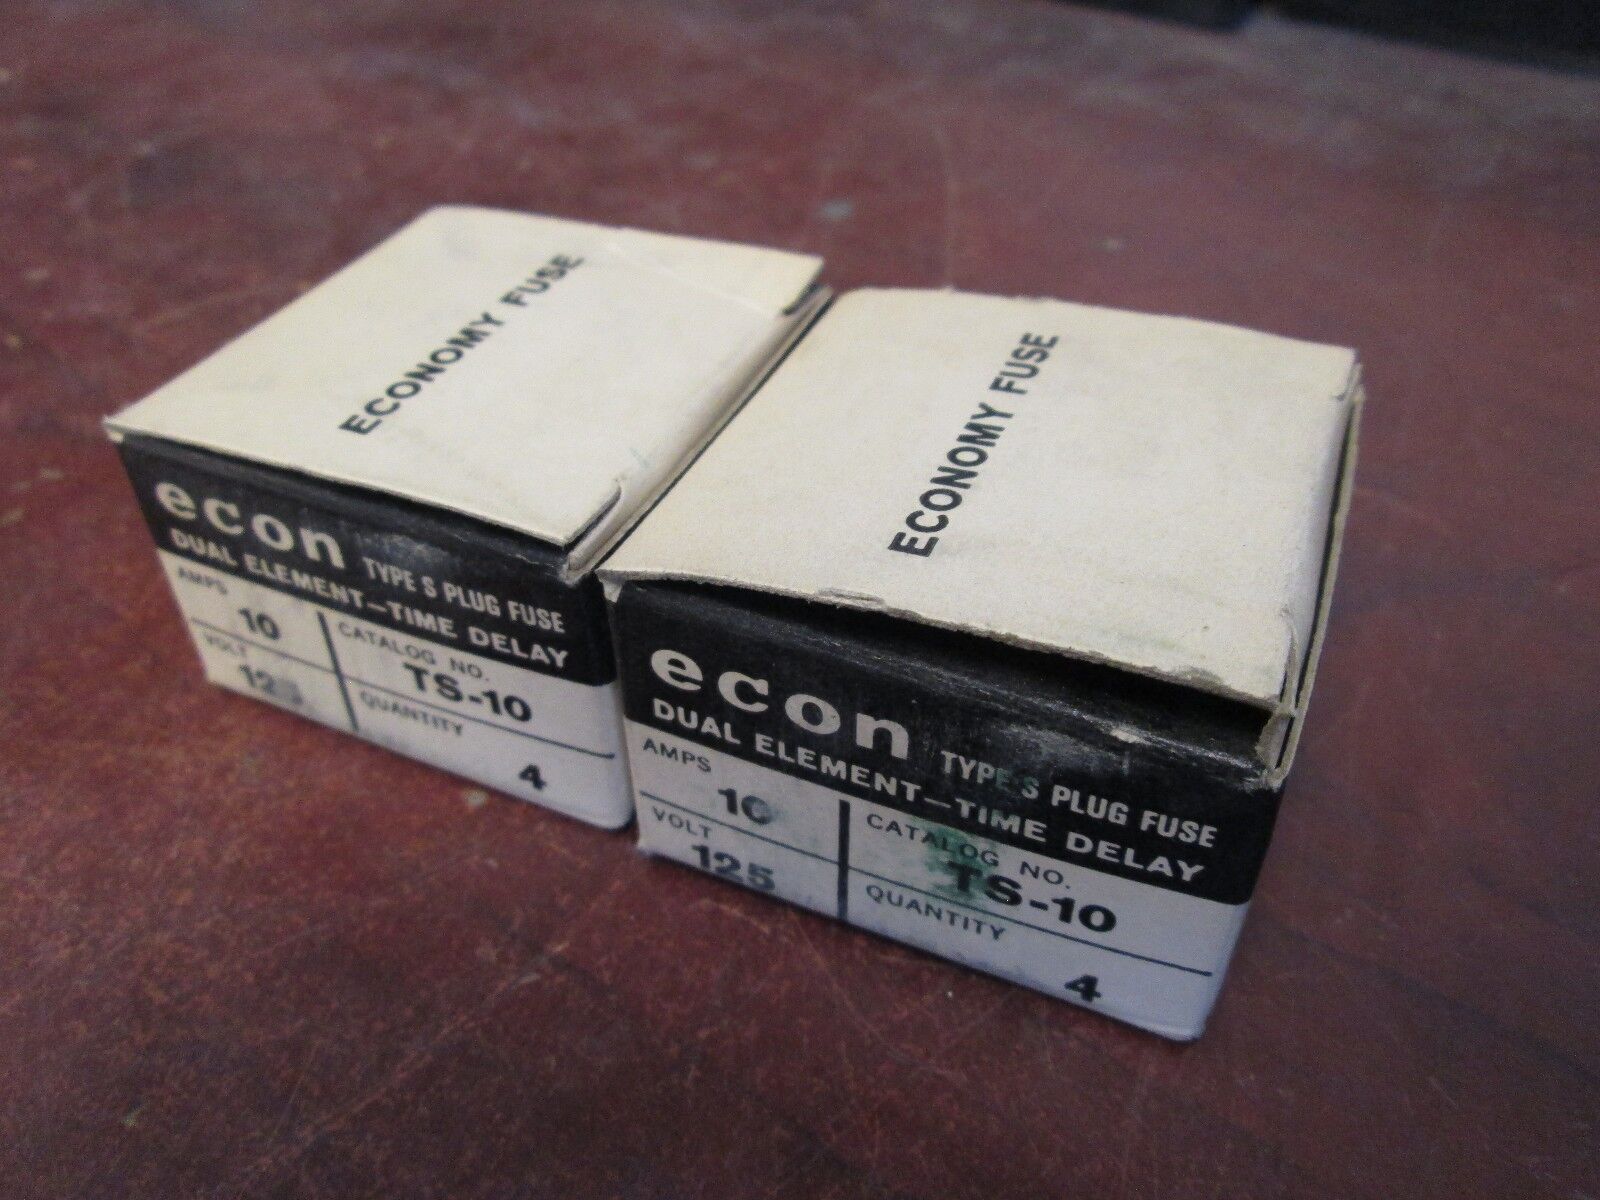 ECONOMY FUSE
econ TYPE S PLUG FUSE
DUAL ELEMENT—TIME DELAY
AMPS
10
CATALOG NO.
TS-10
VOLT
125
QUANTITY
4
ECONOMY FUSE
econ TYPE S PLUG FUSE
DUAL ELEMENT—TIME DELAY
AMPS
10
CATALOG NO.
TS-10
VOLT
125
QUANTITY
4